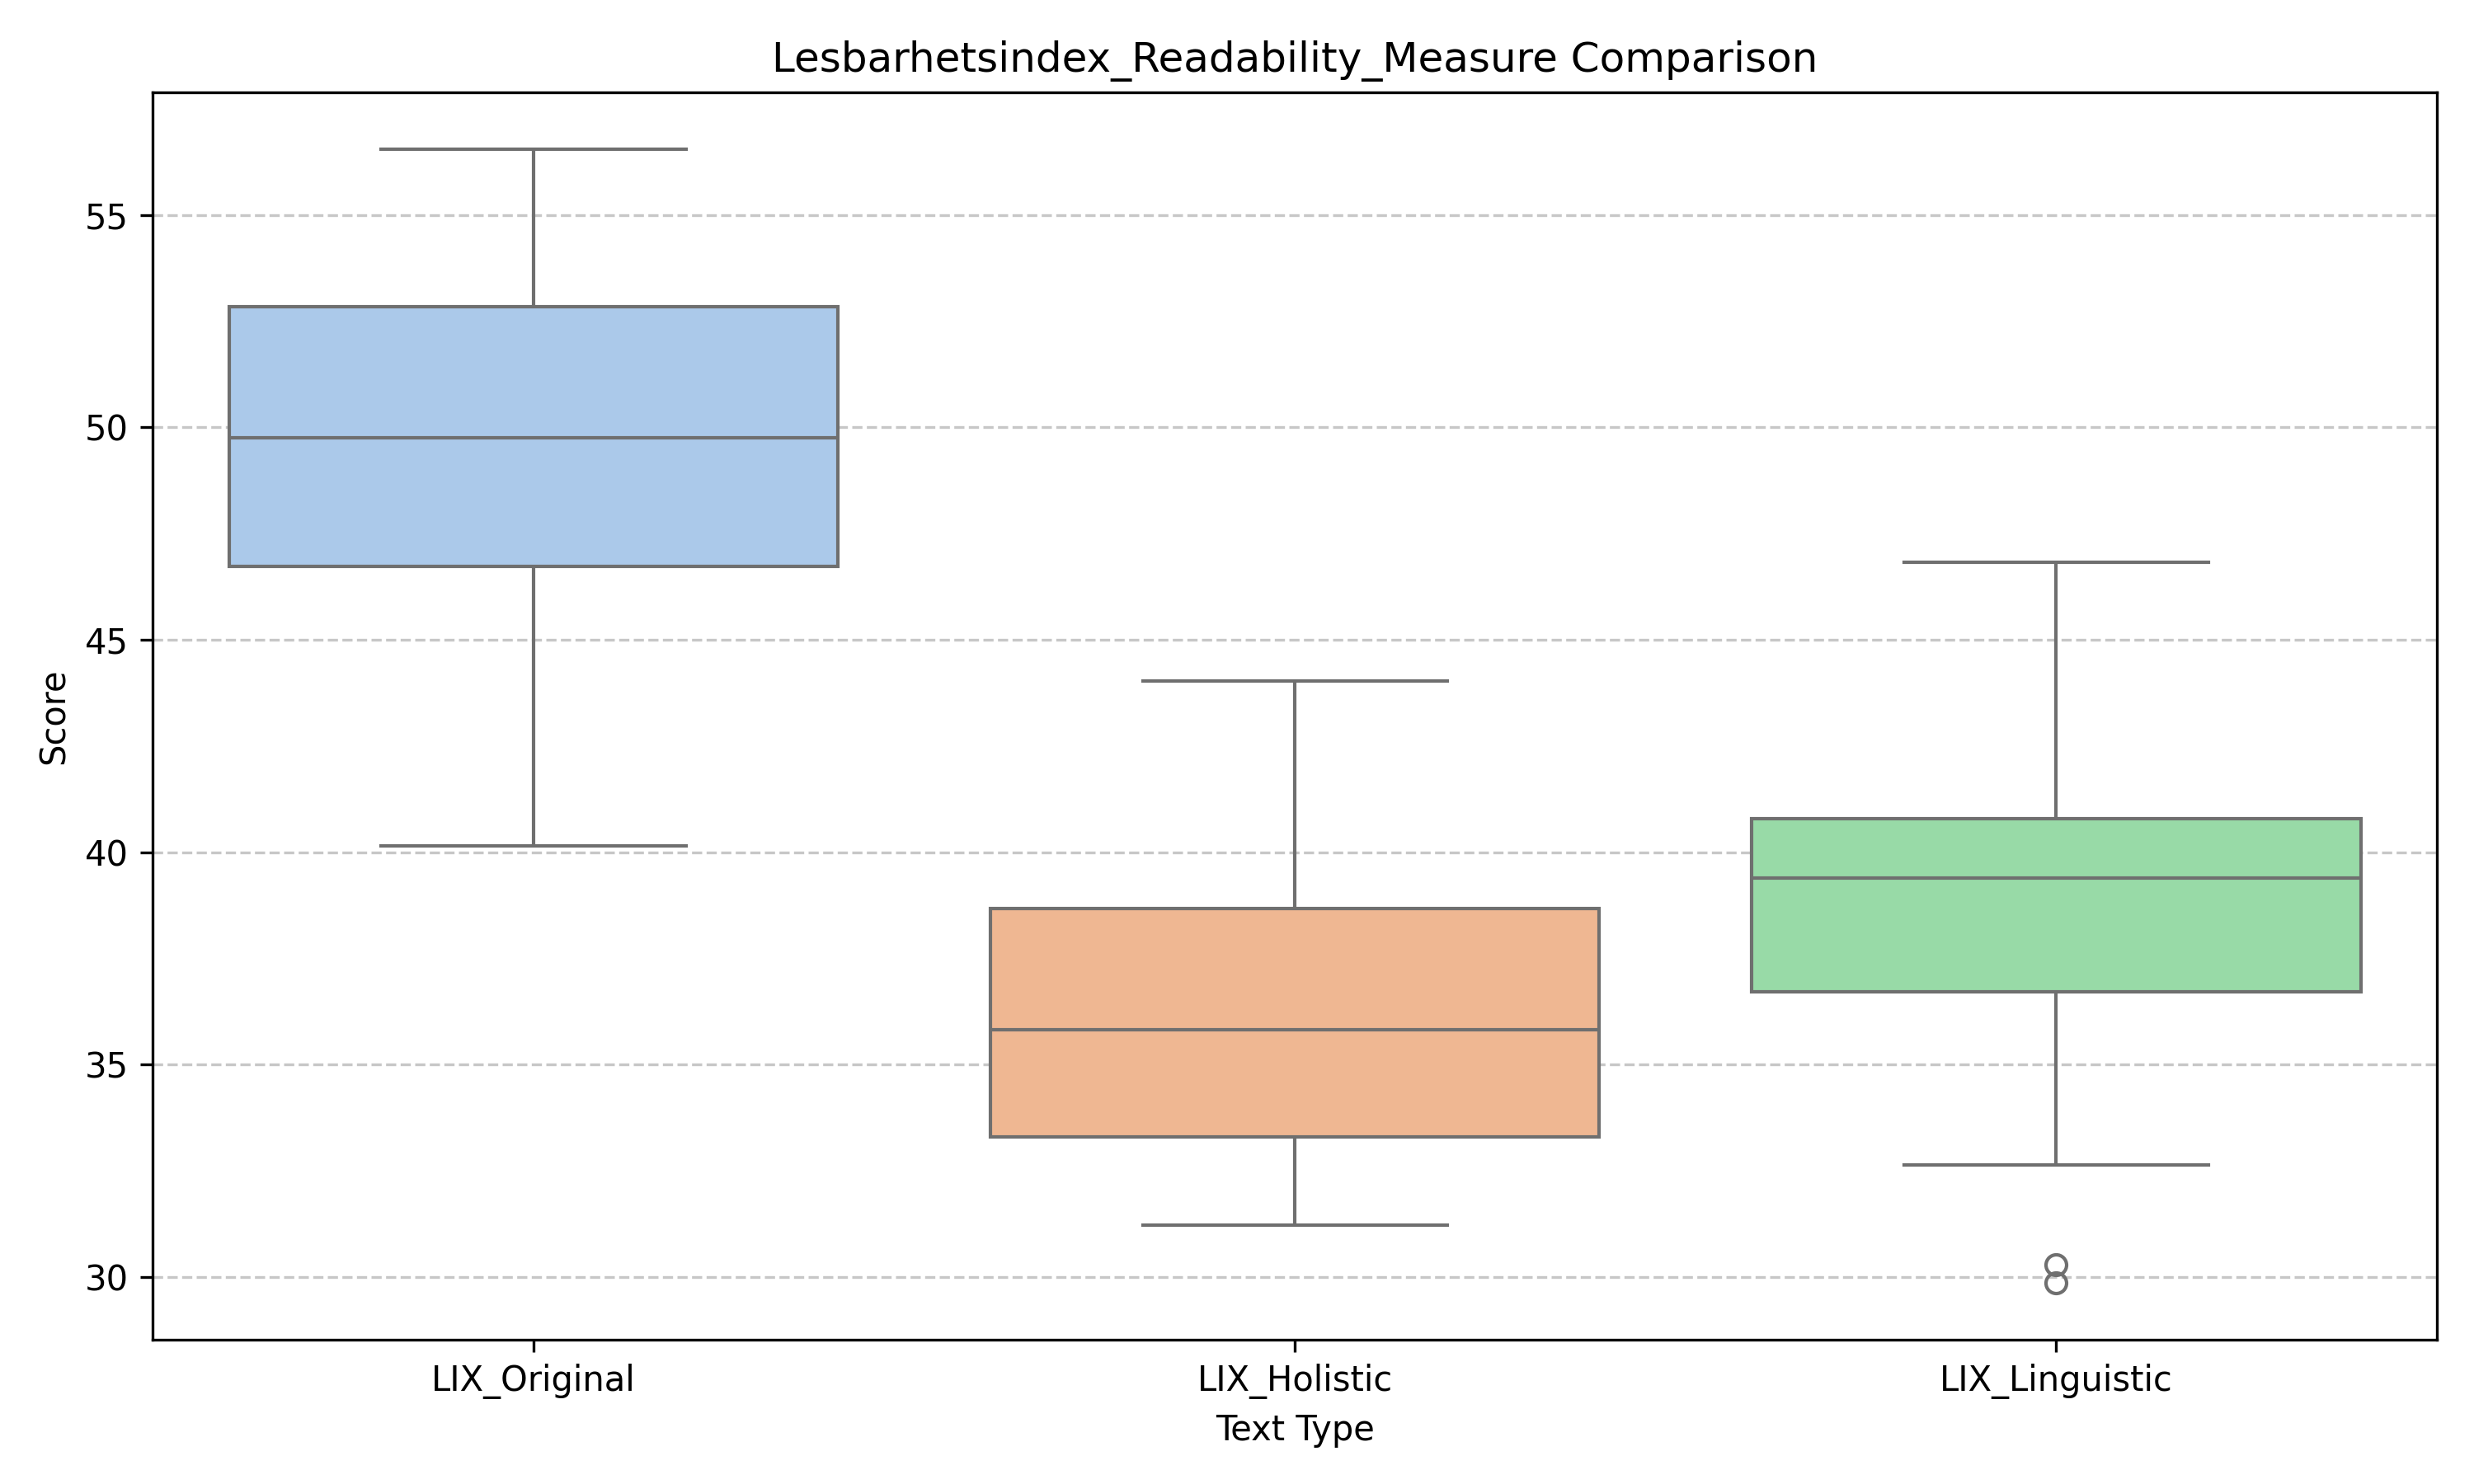 Lesbarhetsindex_Readability_Measure Comparison
Score
55
50
45
40
35
30
LIX_Original
LIX_Holistic
LIX_Linguistic
Text Type